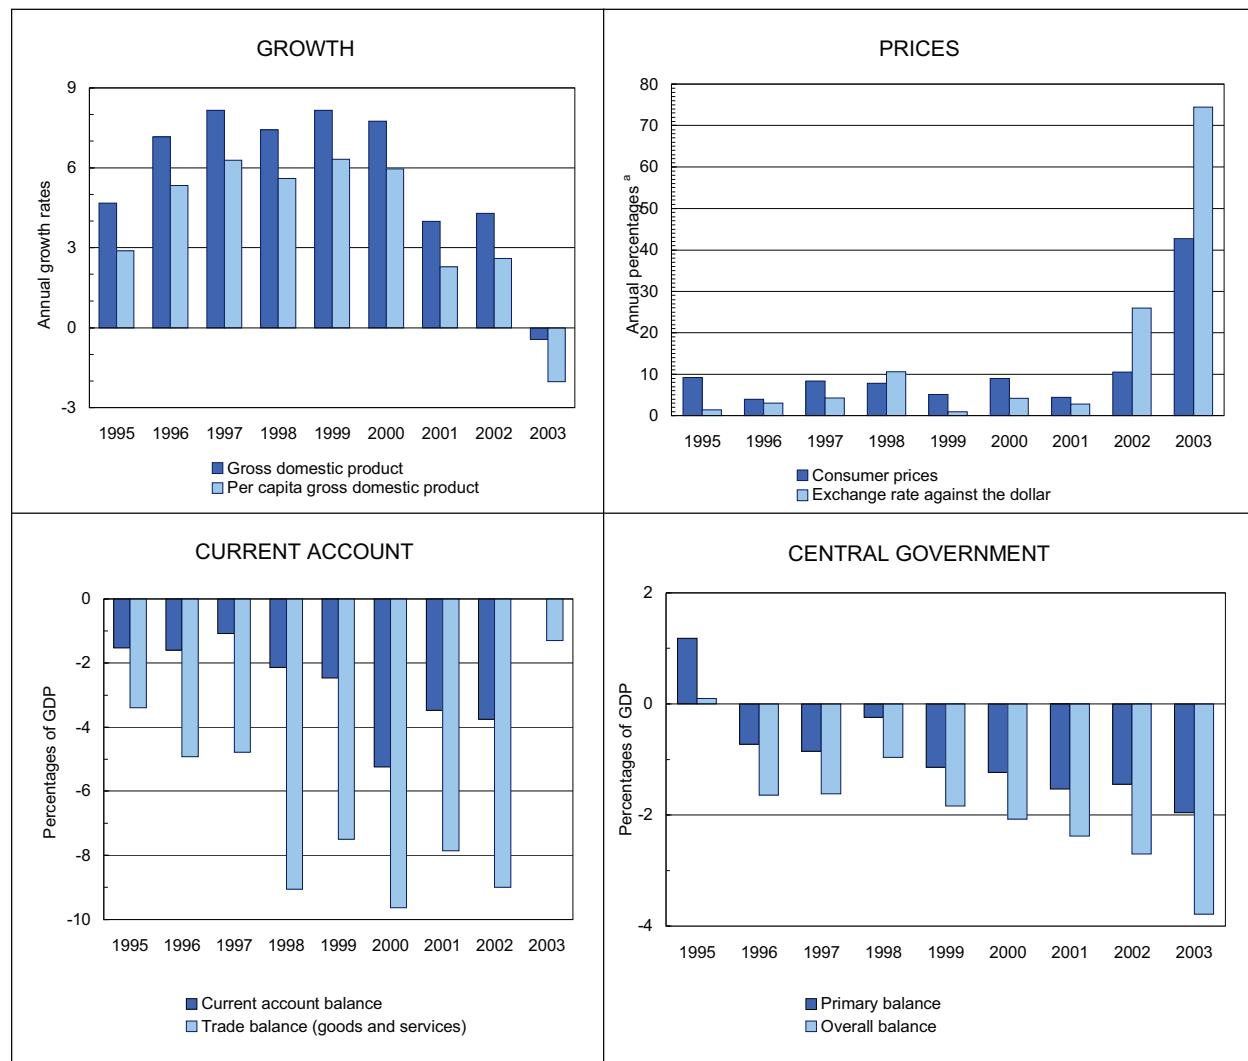 GROWTH
Annual growth rates
9
6
3
0
-3
1995 1996 1997 1998 1999 2000 2001 2002 2003
Gross domestic product
Per capita gross domestic product
PRICES
Annual percentages a
80
70
60
50
40
30
20
10
0
1995 1996 1997 1998 1999 2000 2001 2002 2003
Consumer prices
Exchange rate against the dollar
CURRENT ACCOUNT
Percentages of GDP
0
-2
-4
-6
-8
-10
1995 1996 1997 1998 1999 2000 2001 2002 2003
Current account balance
Trade balance (goods and services)
CENTRAL GOVERNMENT
Percentages of GDP
2
0
-2
-4
1995 1996 1997 1998 1999 2000 2001 2002 2003
Primary balance
Overall balance